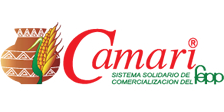 Camari®
SISTEMA SOLIDARIO DE
COMERCIALIZACION DEL fepp